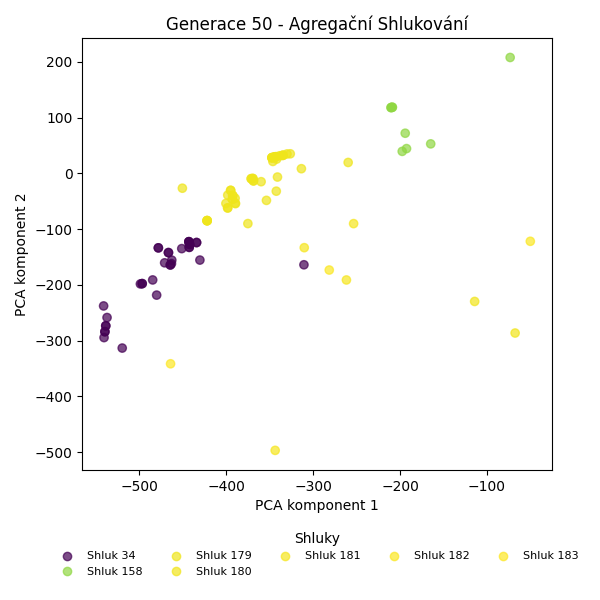 Generace 50 - Agregační Shlukování
200
100
0
−100
−200
−300
−400
−500
PCA komponent 2
−500 −400 −300 −200 −100
PCA komponent 1
Shluky
Shluk 34 Shluk 179 Shluk 181 Shluk 182 Shluk 183
Shluk 158 Shluk 180